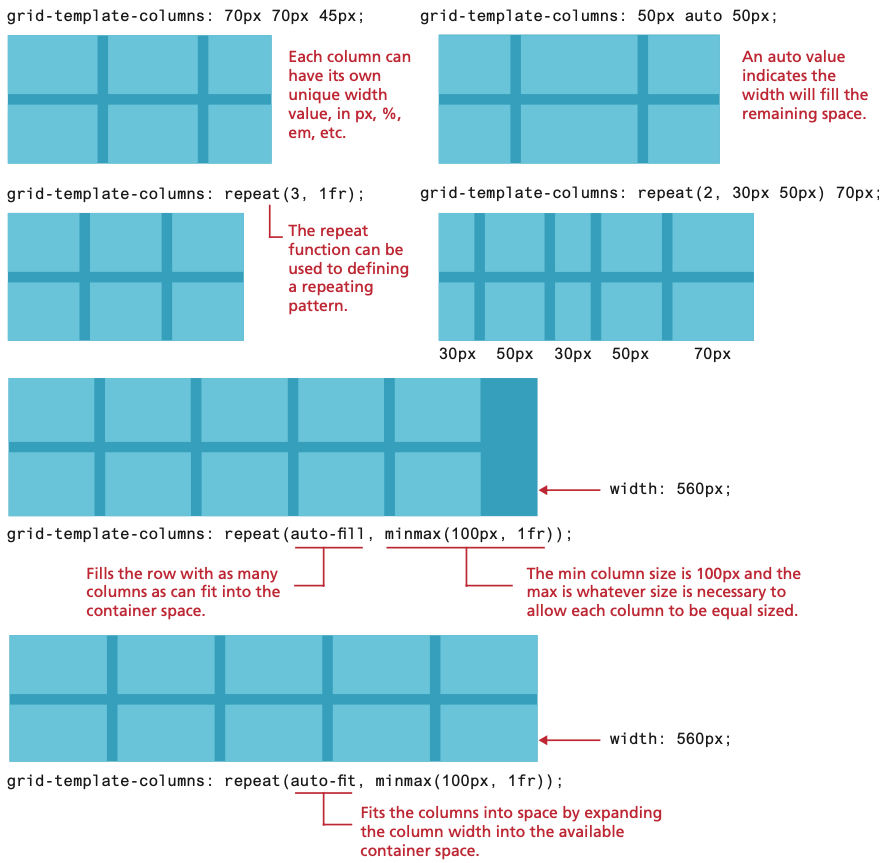 grid-template-columns: 70px 70px 45px;
Each column can
have its own
unique width
value, in px, %,
em, etc.
grid-template-columns: 50px auto 50px;
An auto value
indicates the
width will fill the
remaining space.
grid-template-columns: repeat(3, 1fr);
The repeat
function can be
used to defining
a repeating
pattern.
grid-template-columns: repeat(2, 30px 50px) 70px;
30px 50px 30px 50px 70px
width: 560px;
grid-template-columns: repeat(auto-fill, minmax(100px, 1fr));
Fills the row with as many
columns as can fit into the
container space.
The min column size is 100px and the
max is whatever size is necessary to
allow each column to be equal sized.
width: 560px;
grid-template-columns: repeat(auto-fit, minmax(100px, 1fr));
Fits the columns into space by expanding
the column width into the available
container space.